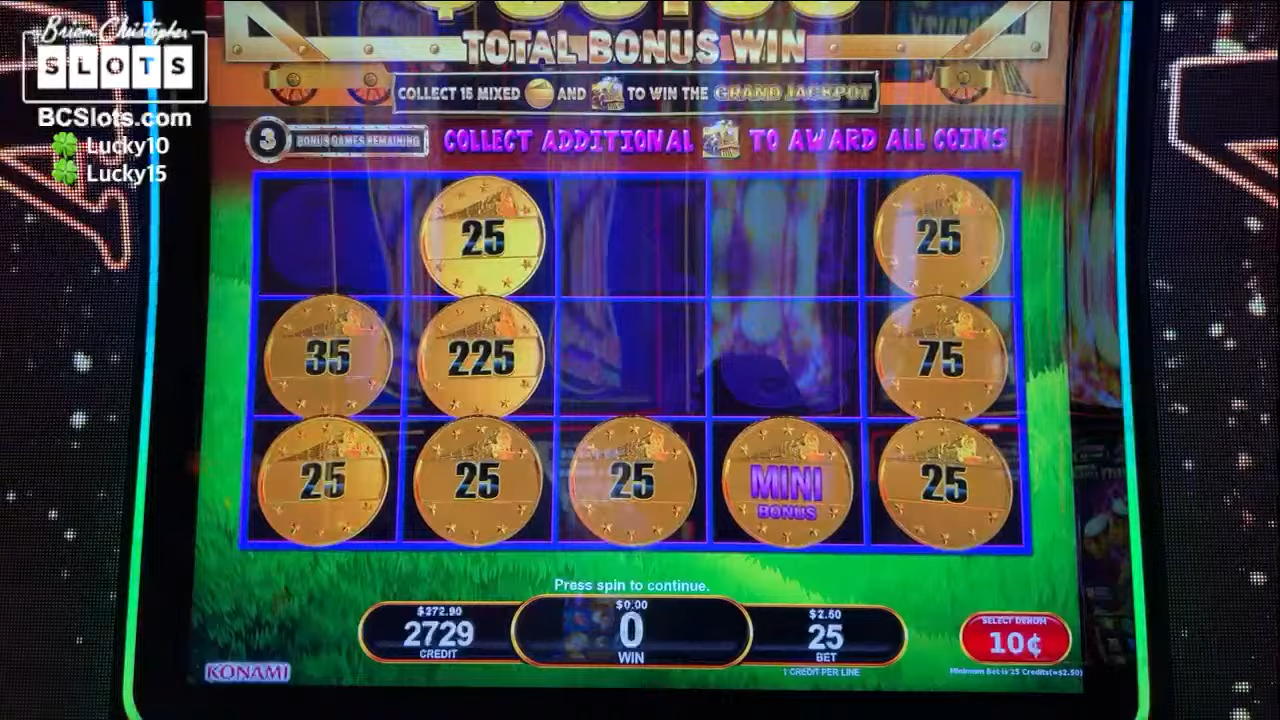 Brian Christopher
SLOTS
BCSlots.com
Lucky10
Lucky15
TOTAL BONUS WIN
COLLECT 15 MIXED AND TO WIN THE GRAND JACKPOT
3 BONUS GAMES REMAINING
COLLECT ADDITIONAL TO AWARD ALL COINS
25 25
35 225 75
25 25 25 MINI BONUS 25
Press spin to continue.
$272.90 $0.00 $2.50
2729 0 25
CREDIT WIN BET
1 CREDIT PER LINE
SELECT DENOM
10¢
Minimum Bet is 25 Credits(=$2.50)
KONAMI